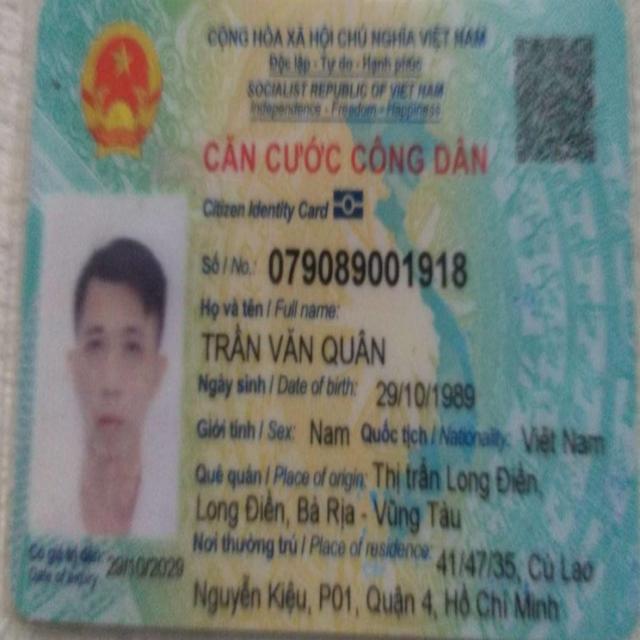 CỘNG HÒA XÃ HỘI CHỦ NGHĨA VIỆT NAM
Độc lập - Tự do - Hạnh phúc
SOCIALIST REPUBLIC OF VIET NAM
Independence - Freedom - Happiness
CĂN CƯỚC CÔNG DÂN
Citizen Identity Card
Số / No.: 079089001918
Họ và tên / Full name:
TRẦN VĂN QUÂN
Ngày sinh / Date of birth: 29/10/1989
Giới tính / Sex: Nam Quốc tịch / Nationality: Việt Nam
Quê quán / Place of origin: Thị trấn Long Điền,
Long Điền, Bà Rịa - Vũng Tàu
Nơi thường trú / Place of residence: 41/47/35, Cù Lao
Nguyễn Kiệu, P01, Quận 4, Hồ Chí Minh
Có giá trị đến: 29/10/2029
Date of expiry